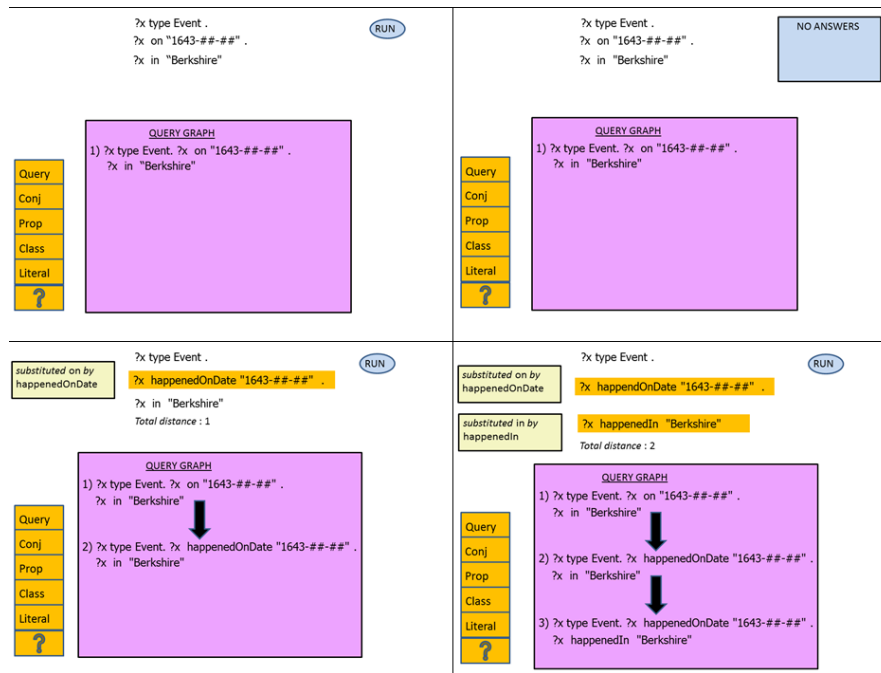 ?x type Event .
?x on “1643-##-##" .
?x in “Berkshire"
RUN
QUERY GRAPH
1) ?x type Event. ?x on "1643-##-##" .
?x in “Berkshire"
Query
Conj
Prop
Class
Literal
?
?x type Event .
?x on "1643-##-##" .
?x in "Berkshire"
NO ANSWERS
QUERY GRAPH
1) ?x type Event. ?x on "1643-##-##" .
?x in "Berkshire"
Query
Conj
Prop
Class
Literal
?
substituted on by
happenedOnDate
?x type Event .
?x happenedOnDate "1643-##-##" .
?x in "Berkshire"
Total distance : 1
RUN
QUERY GRAPH
1) ?x type Event. ?x on "1643-##-##" .
?x in "Berkshire"
2) ?x type Event. ?x happenedOnDate "1643-##-##" .
?x in "Berkshire"
Query
Conj
Prop
Class
Literal
?
substituted on by
happenedOnDate
substituted in by
happenedIn
?x type Event .
?x happendOnDate "1643-##-##" .
?x happenedIn "Berkshire"
Total distance : 2
RUN
QUERY GRAPH
1) ?x type Event. ?x on "1643-##-##" .
?x in "Berkshire"
2) ?x type Event. ?x happenedOnDate "1643-##-##" .
?x in "Berkshire"
3) ?x type Event. ?x happenedOnDate "1643-##-##" .
?x happenedIn "Berkshire"
Query
Conj
Prop
Class
Literal
?